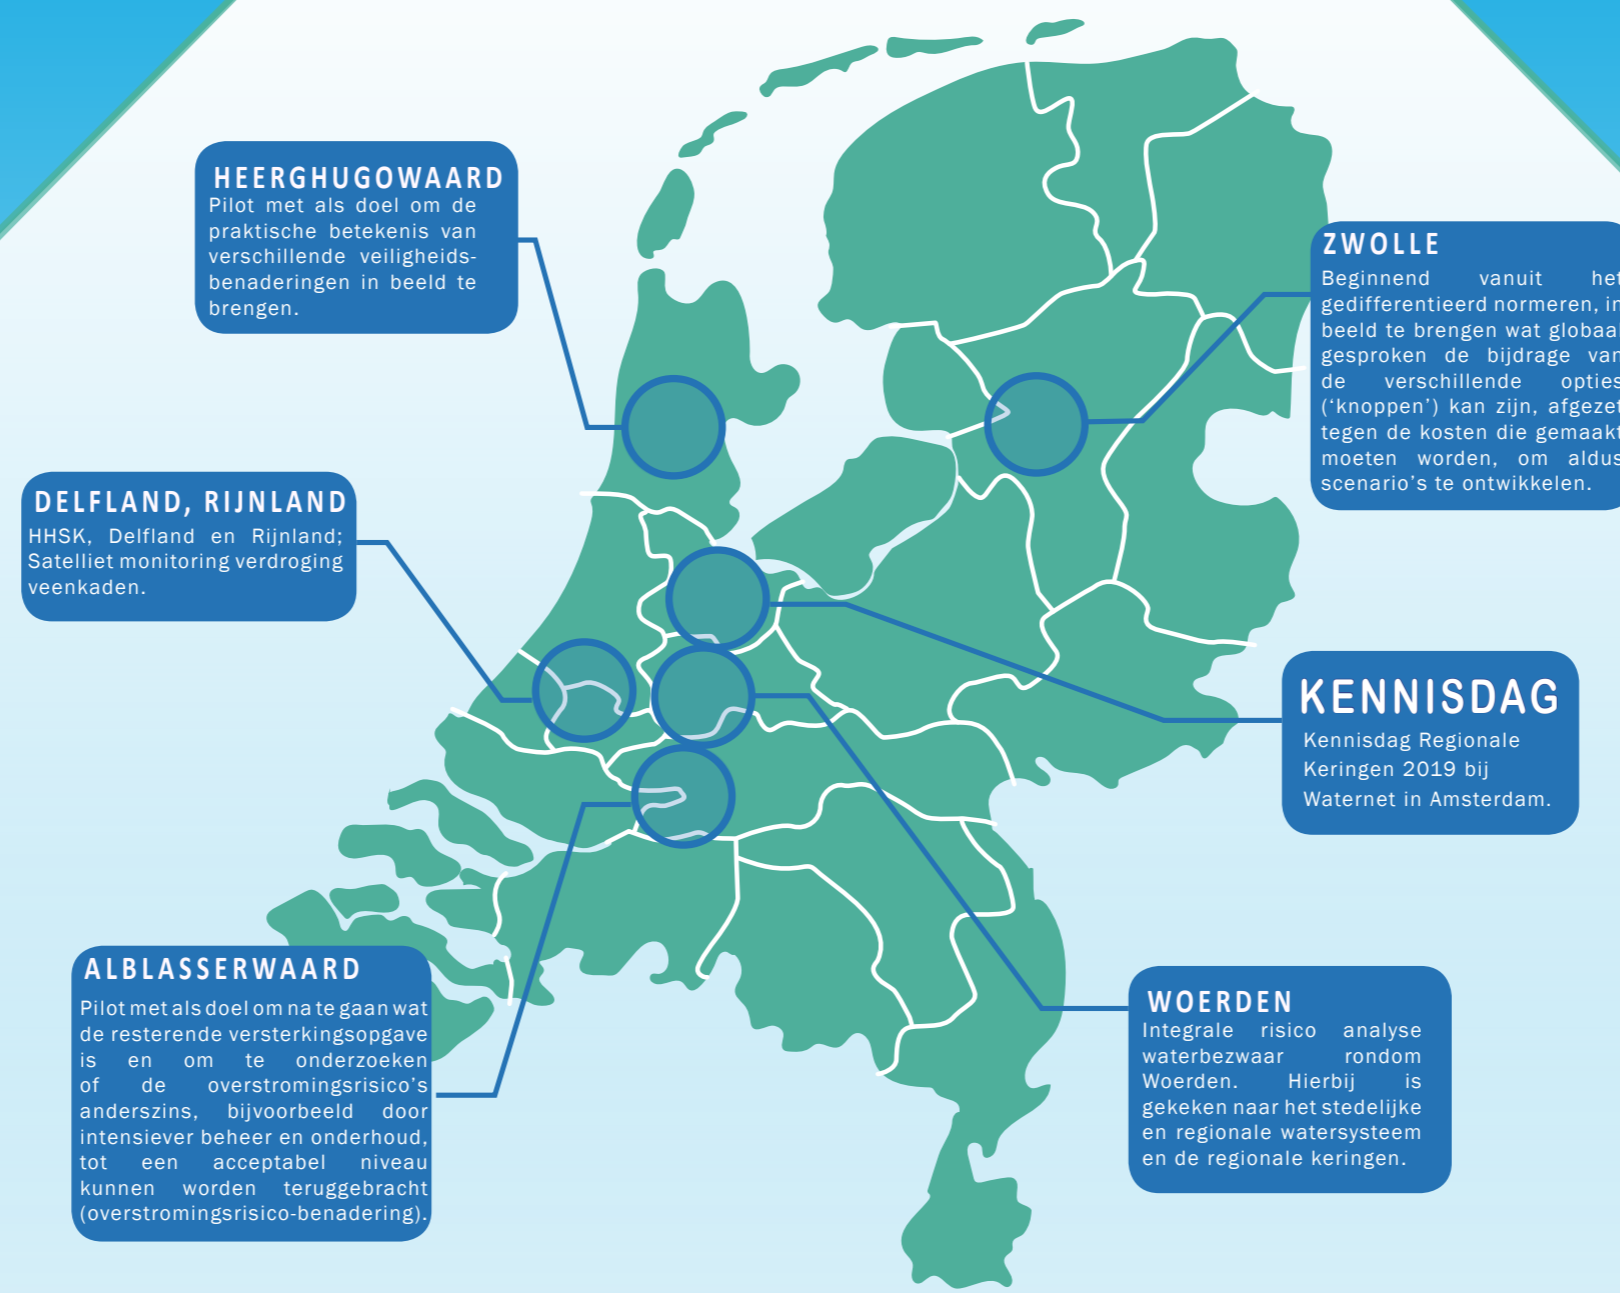 HEERGHUGOWAARD
Pilot met als doel om de
praktische betekenis van
verschillende veiligheids-
benaderingen in beeld te
brengen.
ZWOLLE
Beginnend vanuit het
gedifferentieerd normeren, in
beeld te brengen wat globaal
gesproken de bijdrage van
de verschillende opties
(‘knoppen’) kan zijn, afgezet
tegen de kosten die gemaakt
moeten worden, om aldus
scenario’s te ontwikkelen.
DELFLAND, RIJNLAND
HHSK, Delfland en Rijnland;
Satelliet monitoring verdroging
veenkaden.
KENNISDAG
Kennisdag Regionale
Keringen 2019 bij
Waternet in Amsterdam.
ALBLASSERWAARD
Pilot met als doel om na te gaan wat
de resterende versterkingsopgave
is en om te onderzoeken
of de overstromingsrisico’s
anderszins, bijvoorbeeld door
intensiever beheer en onderhoud,
tot een acceptabel niveau
kunnen worden teruggebracht
(overstromingsrisico-benadering).
WOERDEN
Integrale risico analyse
waterbezwaar rondom
Woerden. Hierbij is
gekeken naar het stedelijke
en regionale watersysteem
en de regionale keringen.